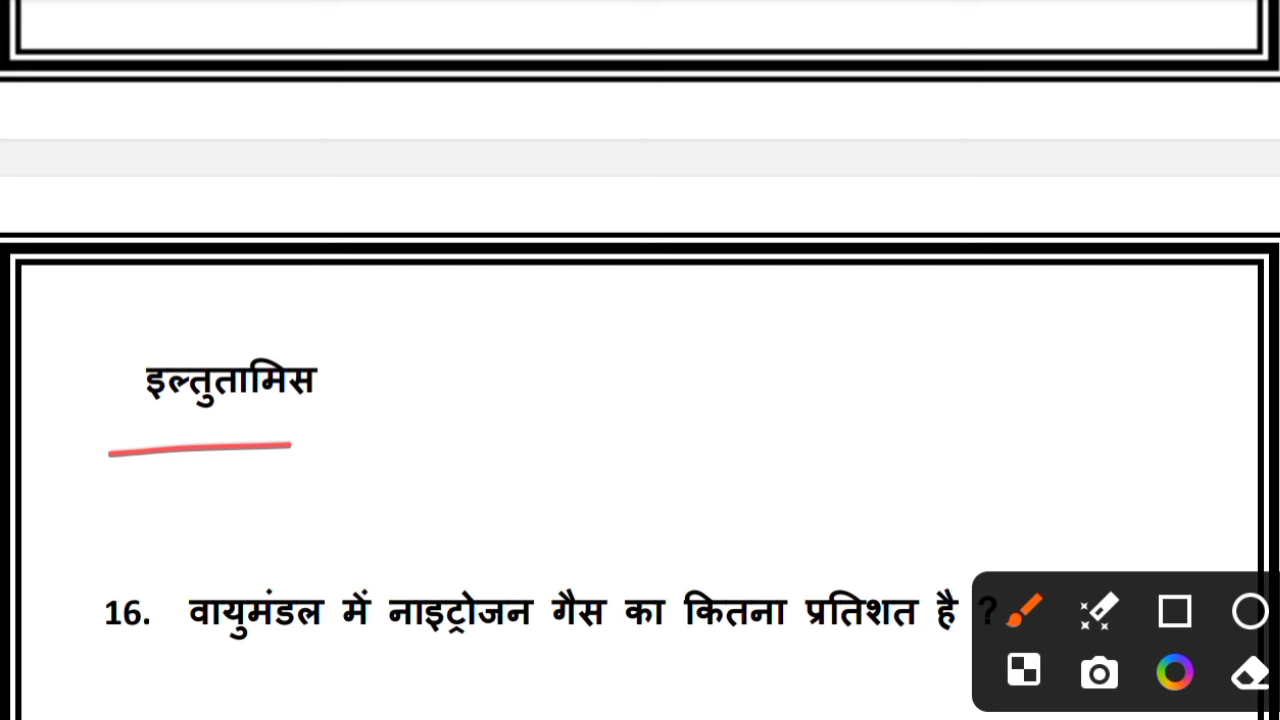 इल्तुतामिस
16. वायुमंडल में नाइट्रोजन गैस का कितना प्रतिशत है ?